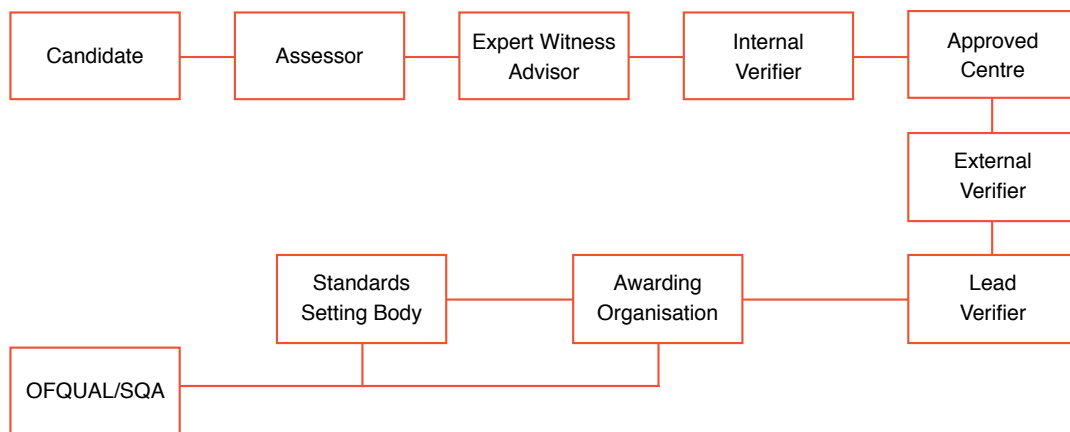 Candidate
Assessor
Expert Witness
Advisor
Internal
Verifier
Approved
Centre
External
Verifier
Lead
Verifier
Awarding
Organisation
Standards
Setting Body
OFQUAL/SQA